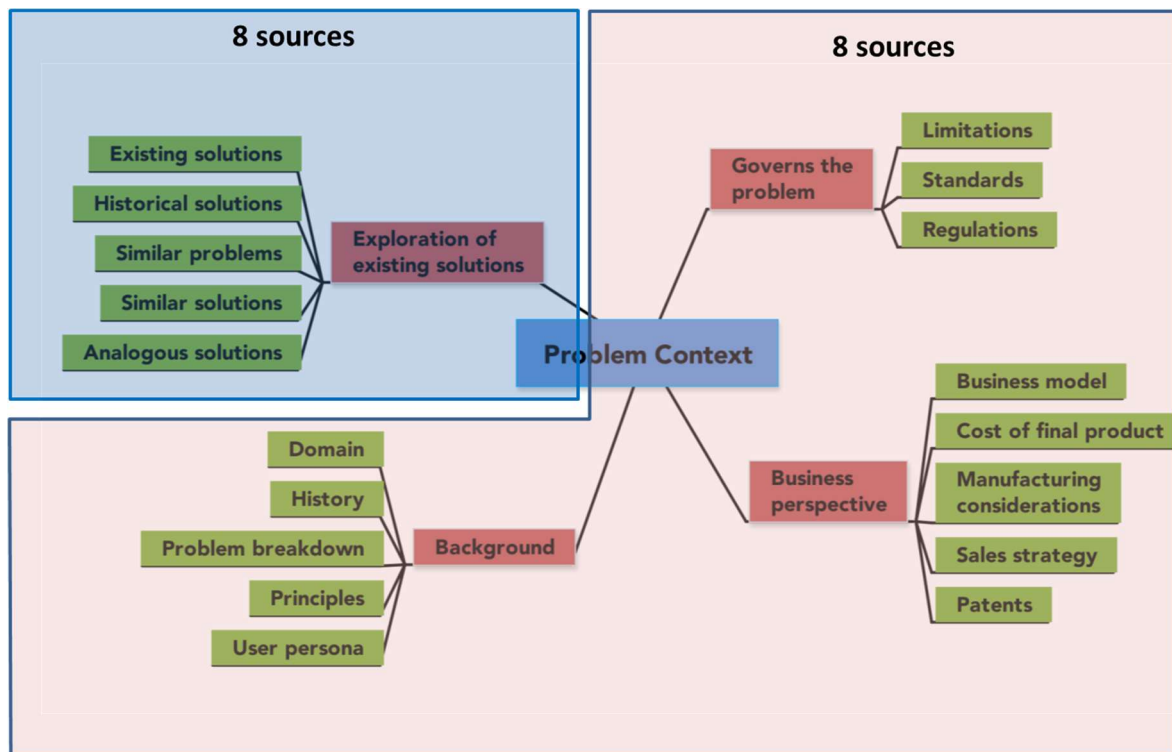 8 sources
8 sources
Existing solutions
Historical solutions
Similar problems
Similar solutions
Analogous solutions
Exploration of
existing solutions
Governs the
problem
Limitations
Standards
Regulations
Problem Context
Business
perspective
Business model
Cost of final product
Manufacturing
considerations
Sales strategy
Patents
Domain
History
Problem breakdown
Principles
User persona
Background